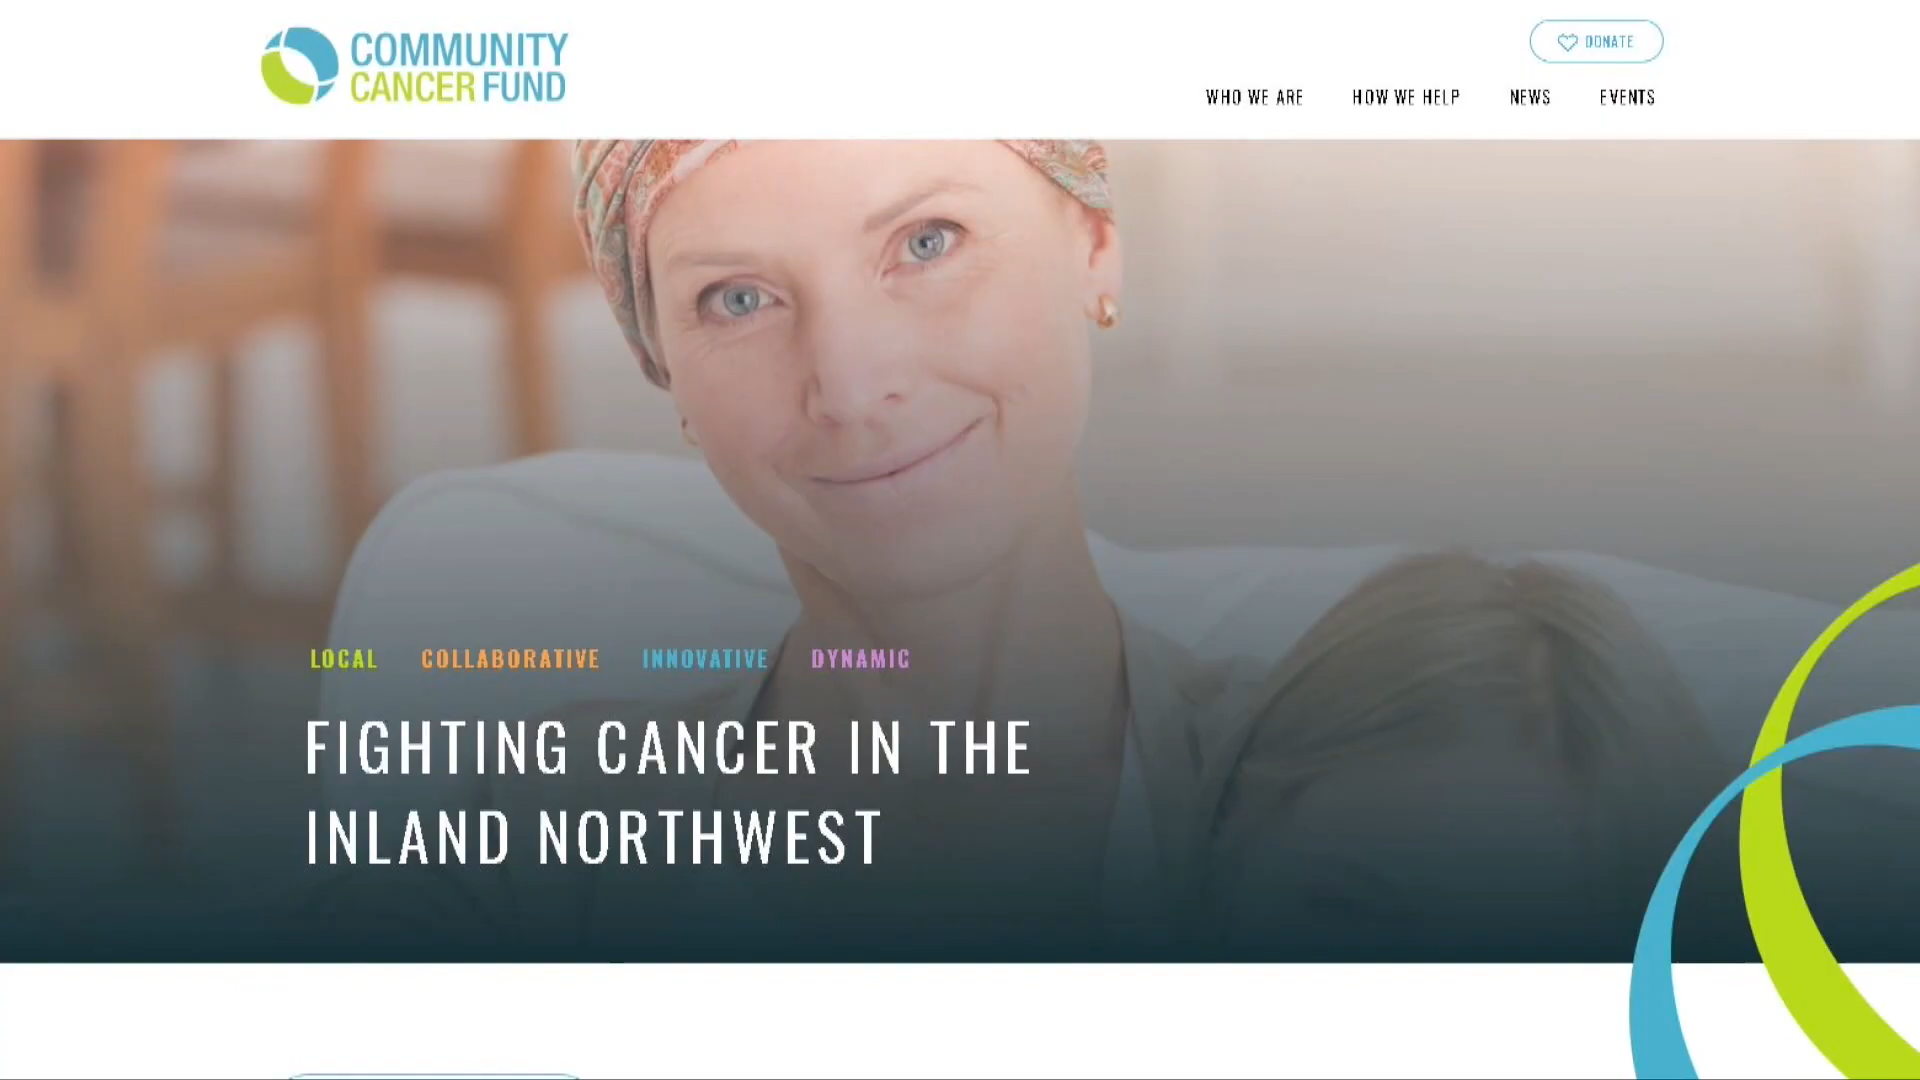 COMMUNITY
CANCER FUND
DONATE
WHO WE ARE HOW WE HELP NEWS EVENTS
LOCAL COLLABORATIVE INNOVATIVE DYNAMIC
FIGHTING CANCER IN THE
INLAND NORTHWEST